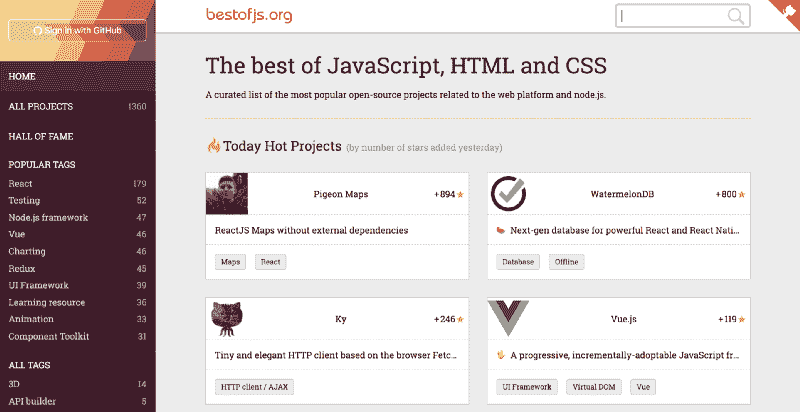 Sign in with GitHub
HOME
ALL PROJECTS 1360
HALL OF FAME
POPULAR TAGS
React 179
Testing 52
Node.js framework 47
Vue 46
Charting 46
Redux 45
UI Framework 39
Learning resource 36
Animation 33
Component Toolkit 31
ALL TAGS
3D 14
API builder 5
bestofjs.org
The best of JavaScript, HTML and CSS
A curated list of the most popular open-source projects related to the web platform and node.js.
Today Hot Projects (by number of stars added yesterday)
Pigeon Maps +894
ReactJS Maps without external dependencies
Maps React
WatermelonDB +800
Next-gen database for powerful React and React Nati...
Database Offline
Ky +246
Tiny and elegant HTTP client based on the browser Fetc...
HTTP client / AJAX
Vue.js +119
A progressive, incrementally-adoptable JavaScript fr...
UI Framework Virtual DOM Vue